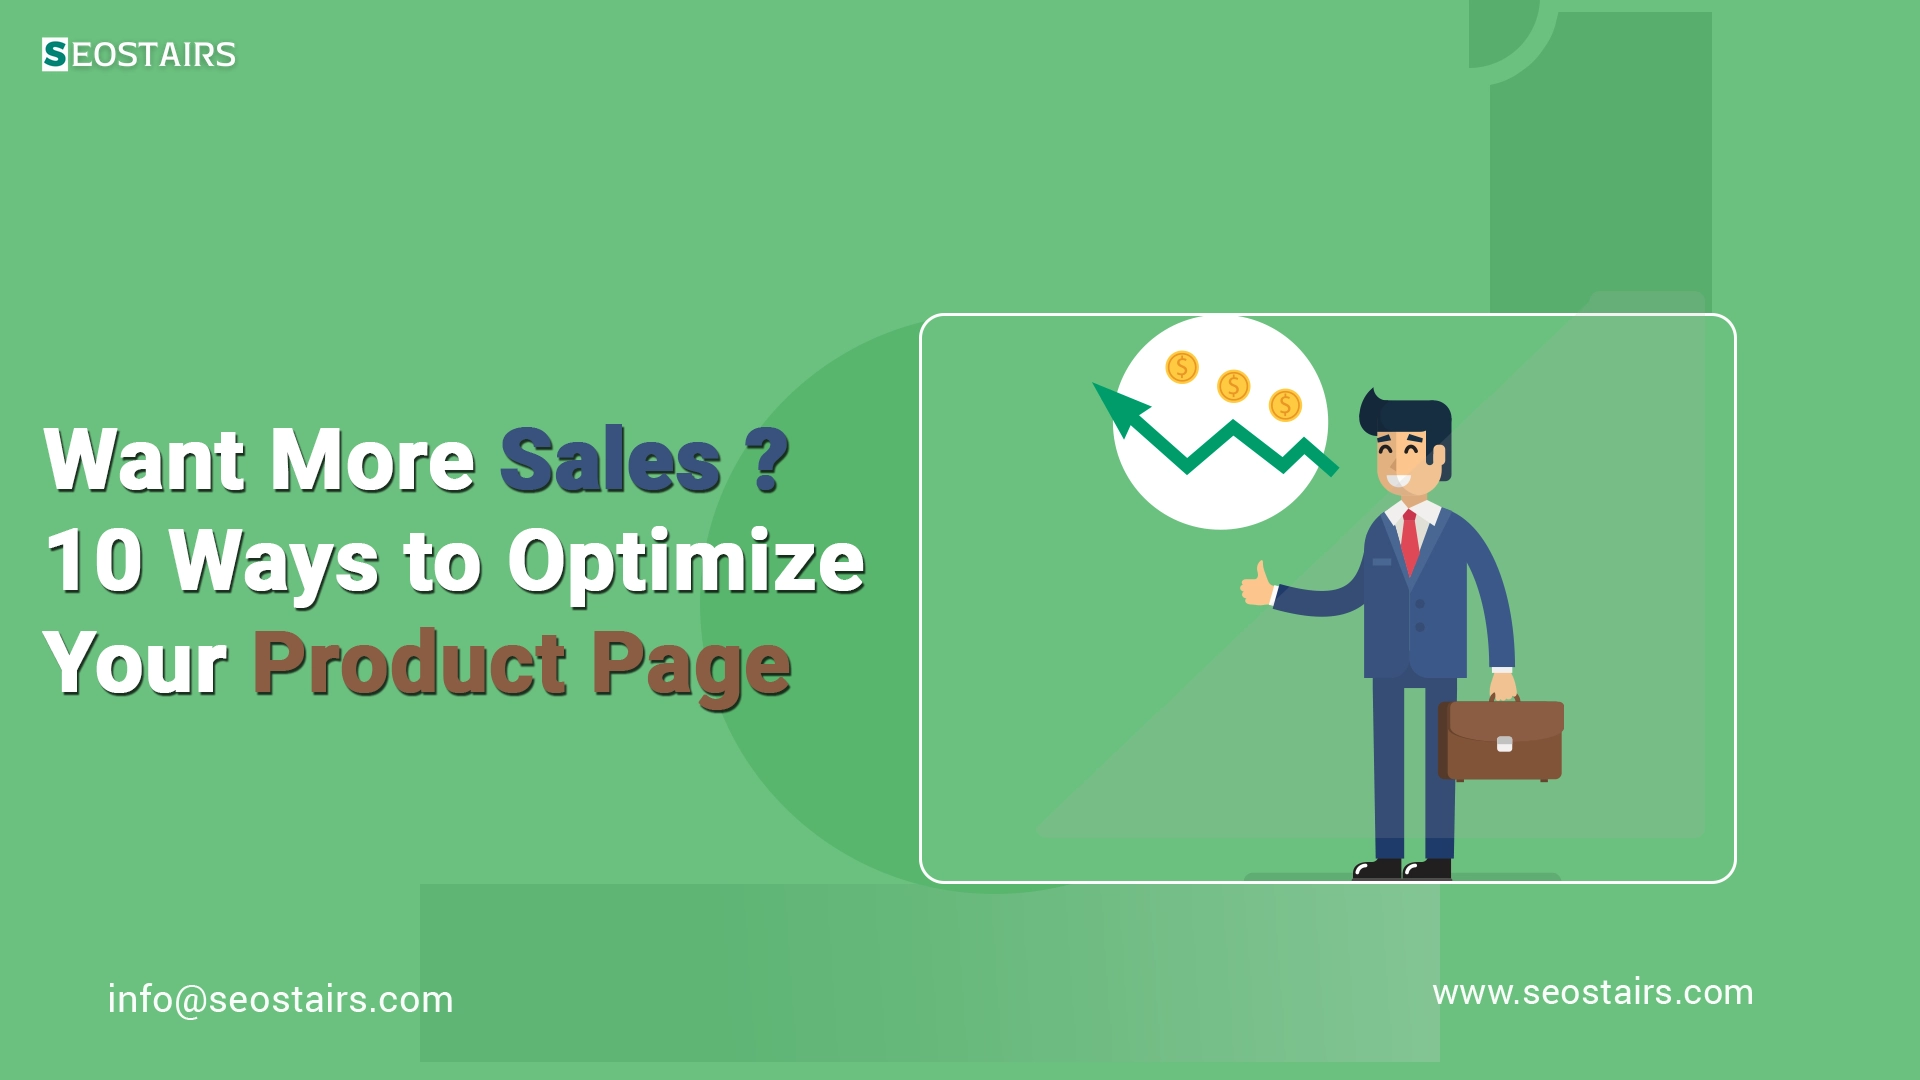 SEOSTAIRS
Want More Sales ?
10 Ways to Optimize
Your Product Page
$ $ $
info@seostairs.com
www.seostairs.com